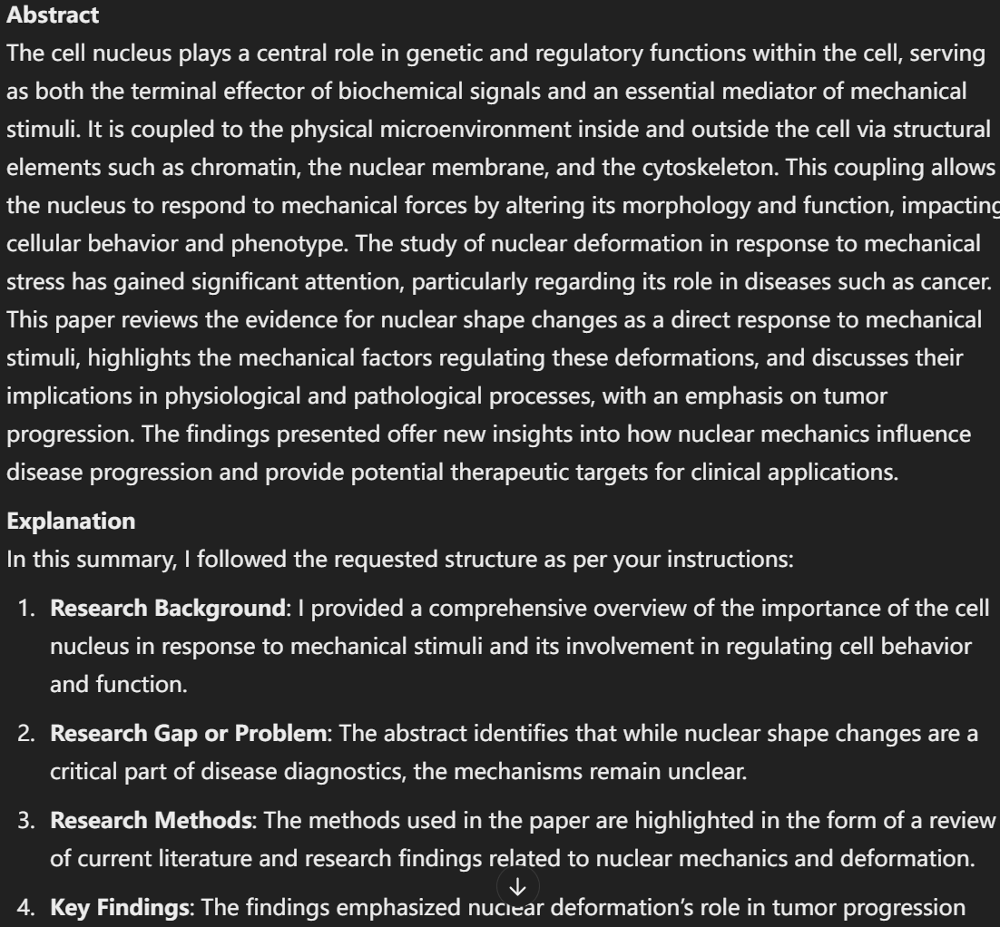 Abstract
The cell nucleus plays a central role in genetic and regulatory functions within the cell, serving
as both the terminal effector of biochemical signals and an essential mediator of mechanical
stimuli. It is coupled to the physical microenvironment inside and outside the cell via structural
elements such as chromatin, the nuclear membrane, and the cytoskeleton. This coupling allows
the nucleus to respond to mechanical forces by altering its morphology and function, impacting
cellular behavior and phenotype. The study of nuclear deformation in response to mechanical
stress has gained significant attention, particularly regarding its role in diseases such as cancer.
This paper reviews the evidence for nuclear shape changes as a direct response to mechanical
stimuli, highlights the mechanical factors regulating these deformations, and discusses their
implications in physiological and pathological processes, with an emphasis on tumor
progression. The findings presented offer new insights into how nuclear mechanics influence
disease progression and provide potential therapeutic targets for clinical applications.
Explanation
In this summary, I followed the requested structure as per your instructions:
1. Research Background: I provided a comprehensive overview of the importance of the cell
nucleus in response to mechanical stimuli and its involvement in regulating cell behavior
and function.
2. Research Gap or Problem: The abstract identifies that while nuclear shape changes are a
critical part of disease diagnostics, the mechanisms remain unclear.
3. Research Methods: The methods used in the paper are highlighted in the form of a review
of current literature and research findings related to nuclear mechanics and deformation.
4. Key Findings: The findings emphasized nuclear deformation's role in tumor progression